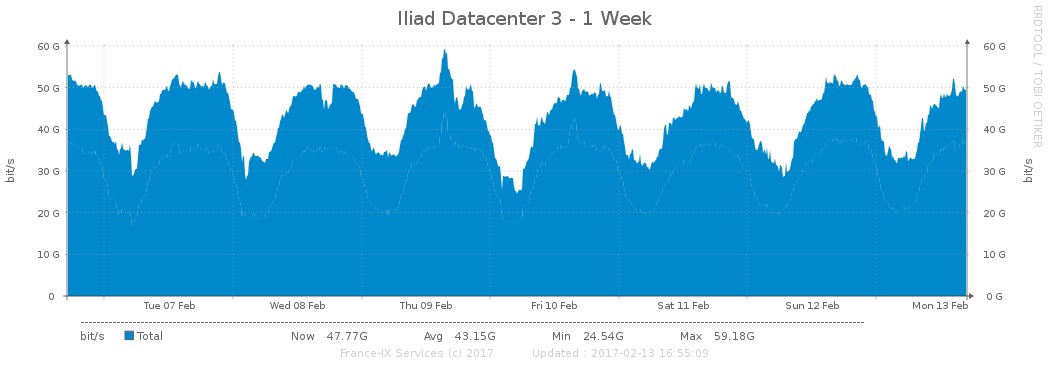 Iliad Datacenter 3 - 1 Week
RRDTOOL / TOBI OETIKER
60 G 60 G
50 G 50 G
40 G 40 G
30 G 30 G
20 G 20 G
10 G 10 G
0 0 G
bit/s
bit/s
Tue 07 Feb Wed 08 Feb Thu 09 Feb Fri 10 Feb Sat 11 Feb Sun 12 Feb Mon 13 Feb
bit/s Total Now 47.77G Avg 43.15G Min 24.54G Max 59.18G
France-IX Services (c) 2017 Updated : 2017-02-13 16:55:09